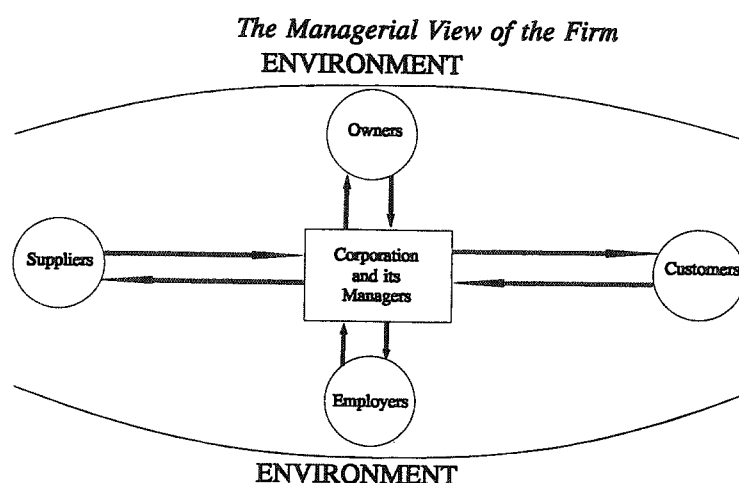 The Managerial View of the Firm
ENVIRONMENT
Owners
Suppliers
Corporation
and its
Managers
Customers
Employers
ENVIRONMENT